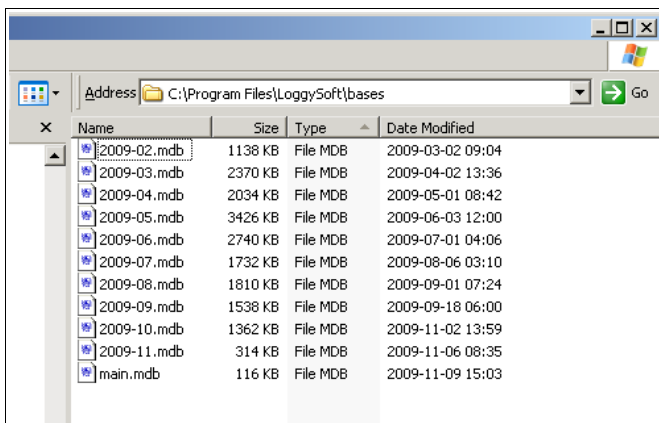 Address C:\Program Files\LoggySoft\bases Go
Name Size Type Date Modified
2009-02.mdb 1138 KB File MDB 2009-03-02 09:04
2009-03.mdb 2370 KB File MDB 2009-04-02 13:36
2009-04.mdb 2034 KB File MDB 2009-05-01 08:42
2009-05.mdb 3426 KB File MDB 2009-06-03 12:00
2009-06.mdb 2740 KB File MDB 2009-07-01 04:06
2009-07.mdb 1732 KB File MDB 2009-08-06 03:10
2009-08.mdb 1810 KB File MDB 2009-09-01 07:24
2009-09.mdb 1538 KB File MDB 2009-09-18 06:00
2009-10.mdb 1362 KB File MDB 2009-11-02 13:59
2009-11.mdb 314 KB File MDB 2009-11-06 08:35
main.mdb 116 KB File MDB 2009-11-09 15:03